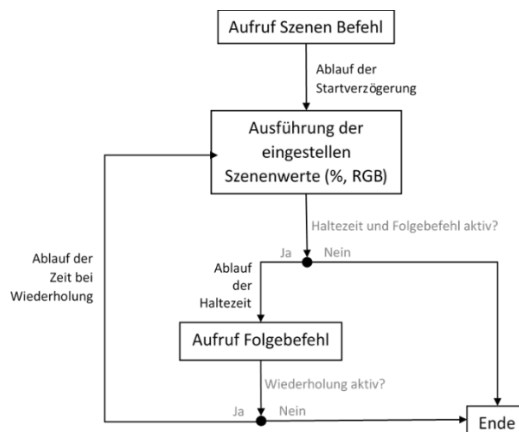 Aufruf Szenen Befehl
Ablauf der
Startverzögerung
Ausführung der
eingestellen
Szenenwerte (%, RGB)
Haltezeit und Folgebefehl aktiv?
Ja
Nein
Ablauf der
Zeit bei
Wiederholung
Ablauf
der
Haltezeit
Aufruf Folgebefehl
Wiederholung aktiv?
Ja
Nein
Ende